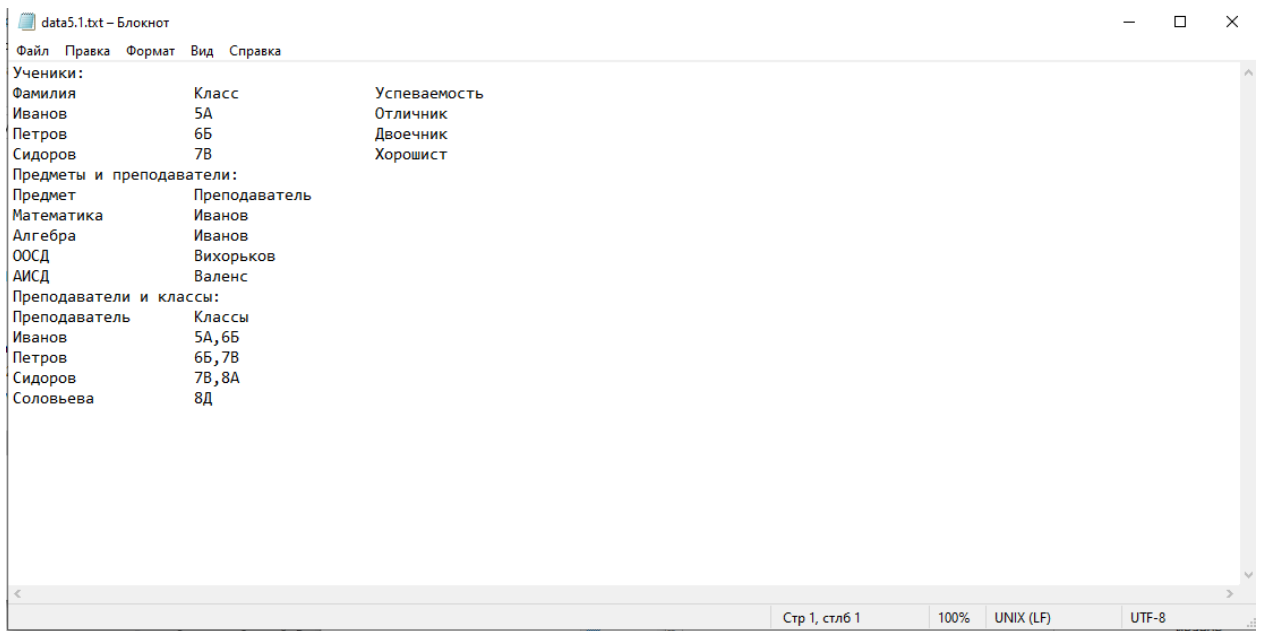 data5.1.txt – Блокнот
Файл Правка Формат Вид Справка
Ученики:
Фамилия Класс Успеваемость
Иванов 5А Отличник
Петров 6Б Двоечник
Сидоров 7В Хорошист
Предметы и преподаватели:
Предмет Преподаватель
Математика Иванов
Алгебра Иванов
ООСД Вихорьков
АИСД Валенс
Преподаватели и классы:
Преподаватель Классы
Иванов 5А,6Б
Петров 6Б,7В
Сидоров 7В,8А
Соловьева 8Д
Стр 1, стлб 1 100% UNIX (LF) UTF-8